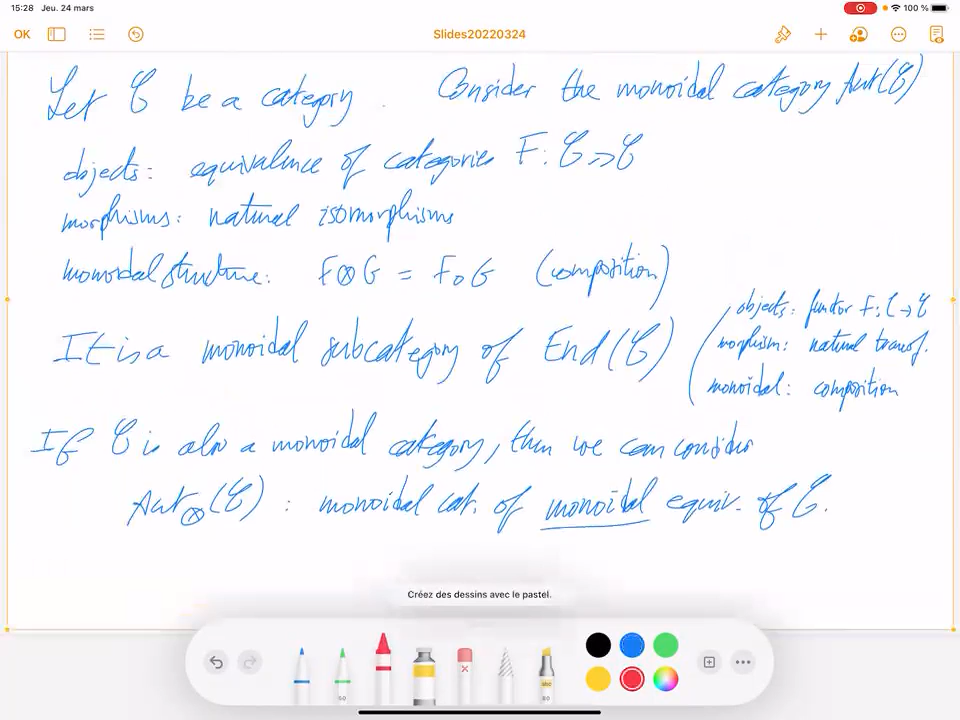 15:28 Jeu. 24 mars
100 %
OK
Slides20220324
Let C be a category. Consider the monoidal category Aut(C)
objects: equivalence of categories F: C → C
morphisms: natural isomorphisms
monoidal structure: F⊗G = F∘G (composition)
It is a monoidal subcategory of End(C)
objects: functor F: C → C
morphism: natural transf.
monoidal: composition
If C is also a monoidal category, then we can consider
Aut⊗(C): monoidal cat. of monoidal equiv. of C.
Créez des dessins avec le pastel.
50
abc
80